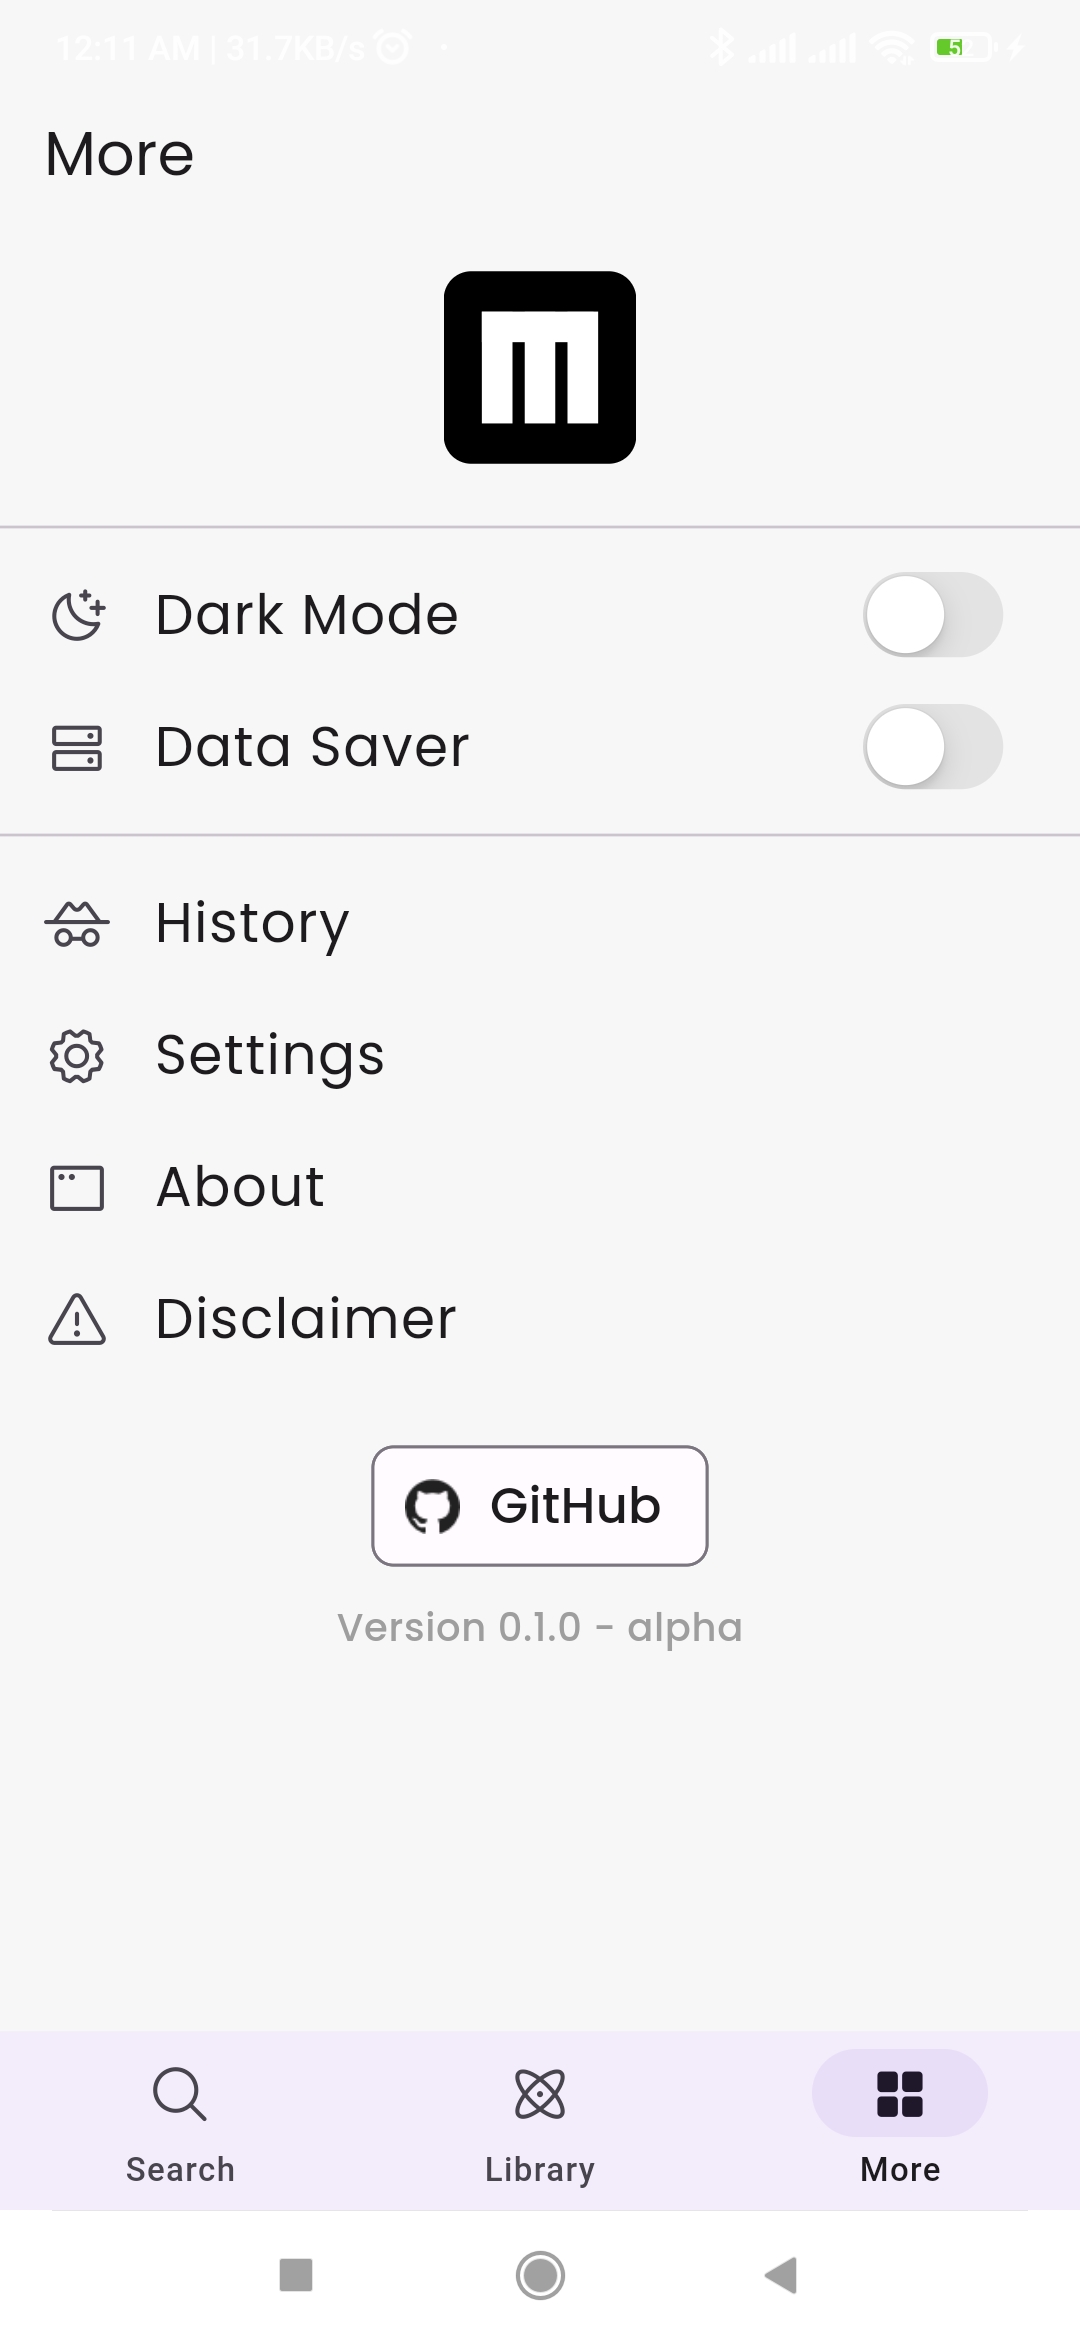 12:11 AM | 31.7KB/s
More
m
Dark Mode
Data Saver
History
Settings
About
Disclaimer
GitHub
Version 0.1.0 - alpha
Search
Library
More